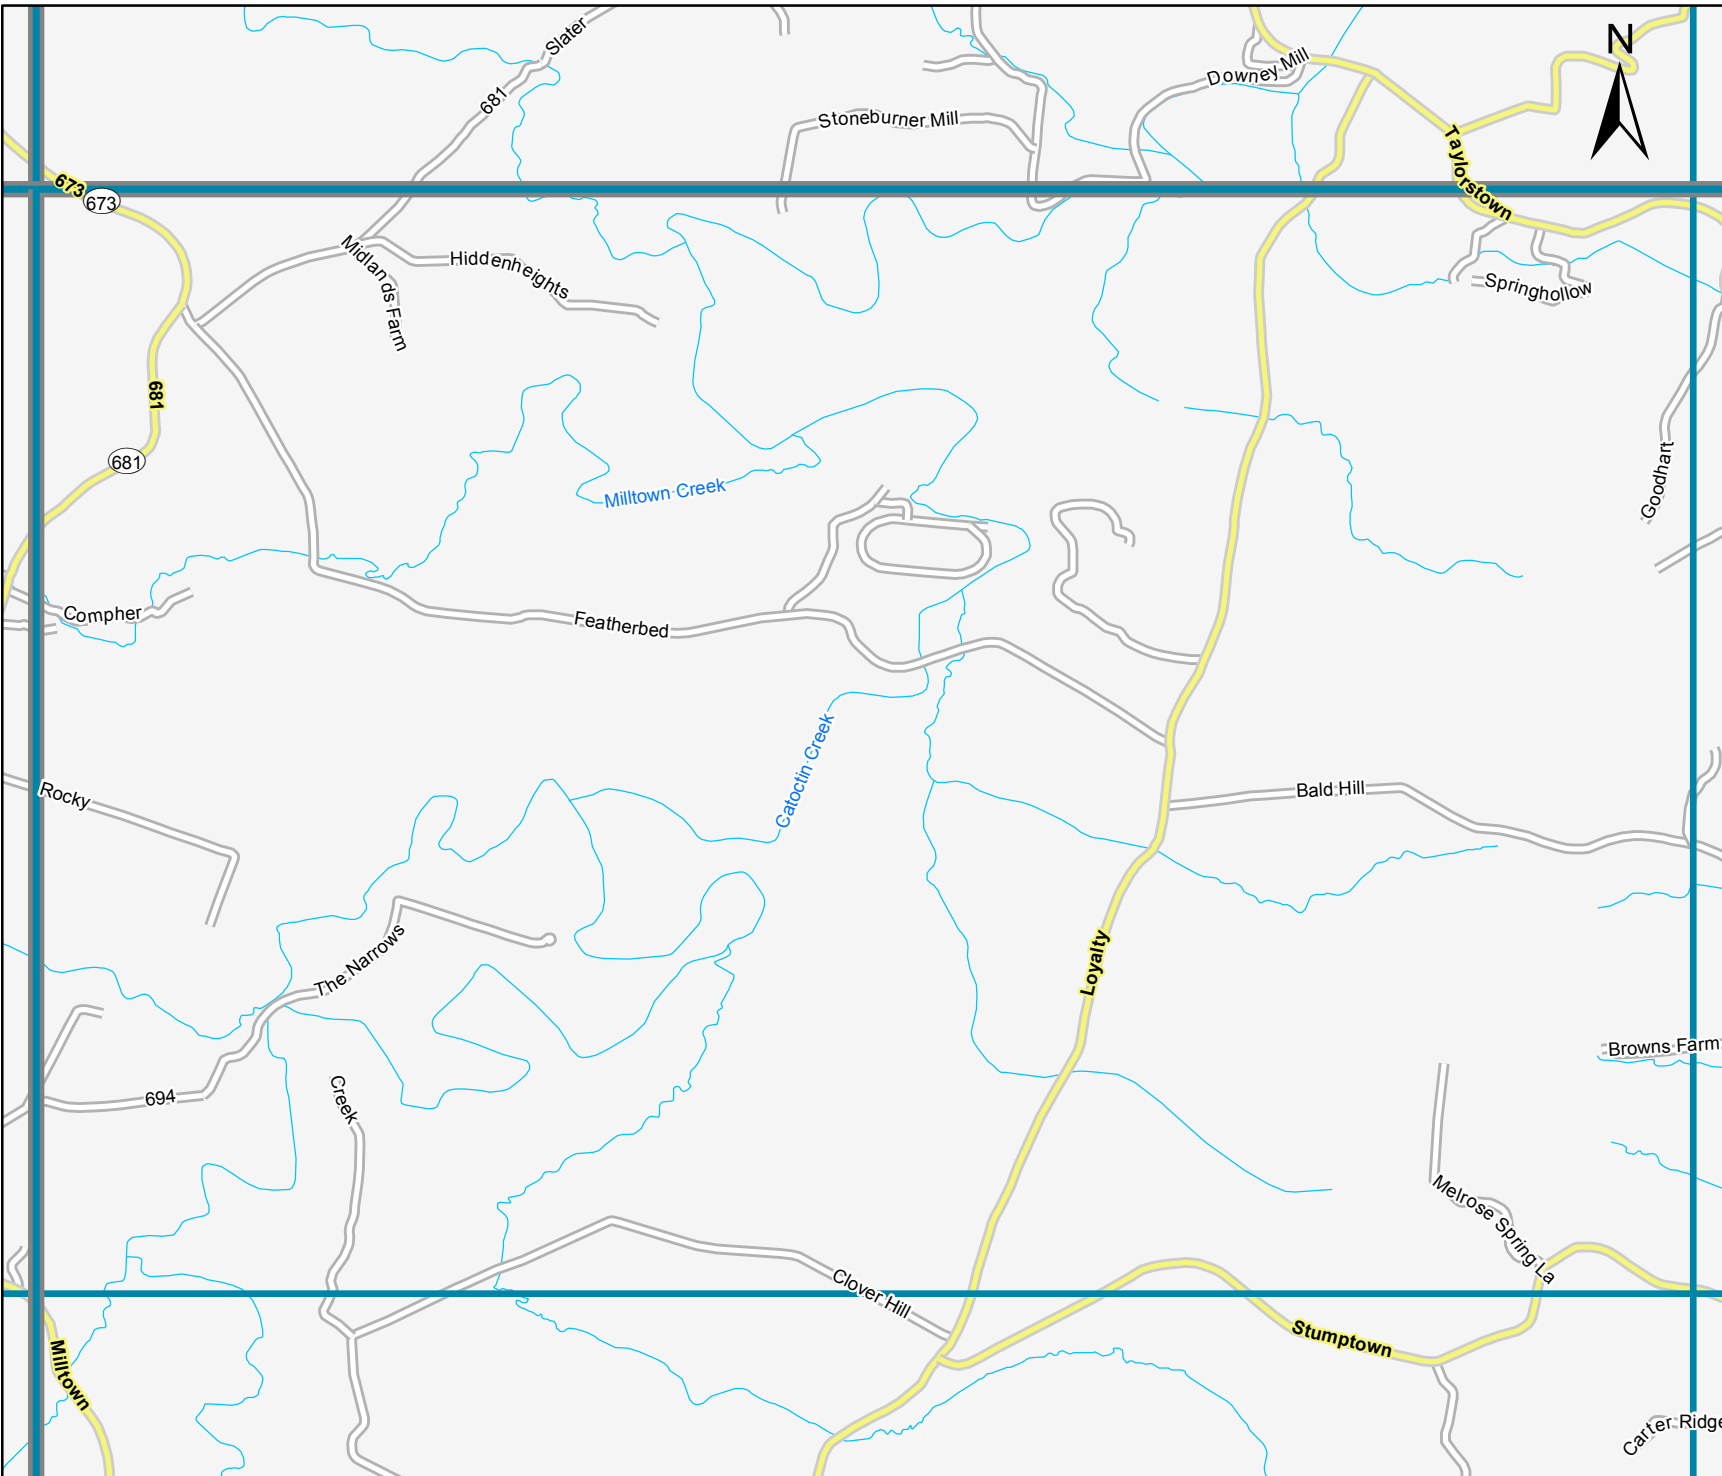 Slater
N
Downey Mill
681
Stoneburner Mill
Taylorstown
673
673
Midlands Farm
Hiddenheights
Springhollow
681
681
Goodhart
Milltown Creek
Compher
Featherbed
Catoctin Creek
Rocky
Bald Hill
The Narrows
Loyalty
Browns Farm
694
Creek
Melrose Spring La
Clover Hill
Stumptown
Milltown
Carter Ridge